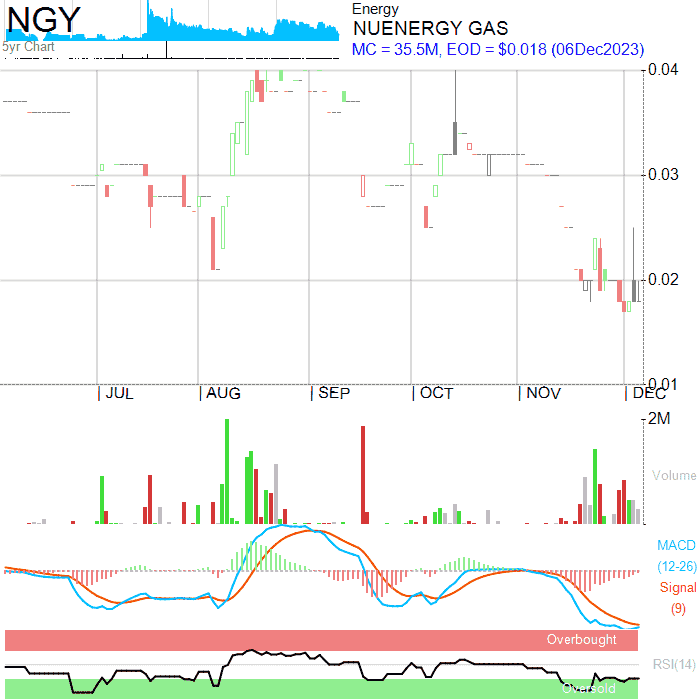 NGY
5yr Chart
Energy
NUENERGY GAS
MC = 35.5M, EOD = $0.018 (06Dec2023)
0.04
0.03
0.02
0.01
JUL AUG SEP OCT NOV DEC
2M
Volume
MACD
(12-26)
Signal
(9)
Overbought
RSI(14)
Oversold